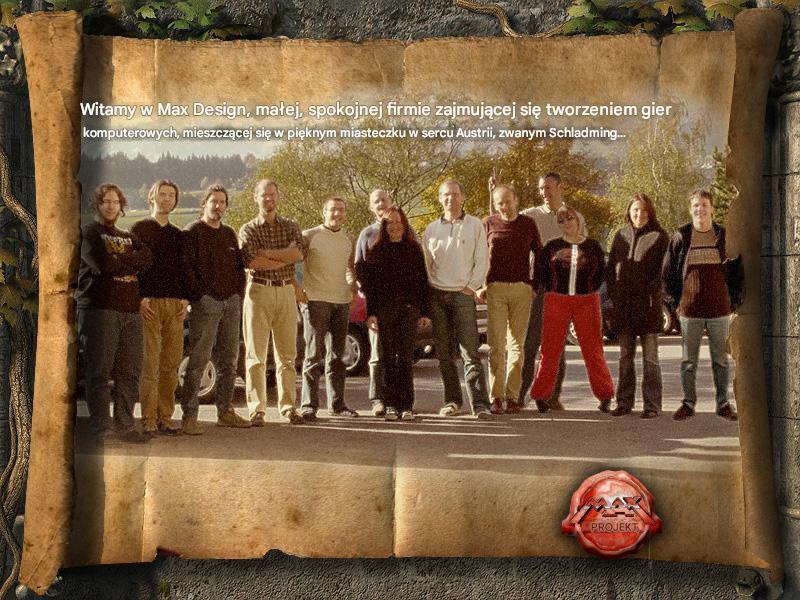 Witamy w Max Design, małej, spokojnej firmie zajmującej się tworzeniem gier
komputerowych, mieszczącej się w pięknym miasteczku w sercu Austrii, zwanym Schladming...
MAX
PROJEKT